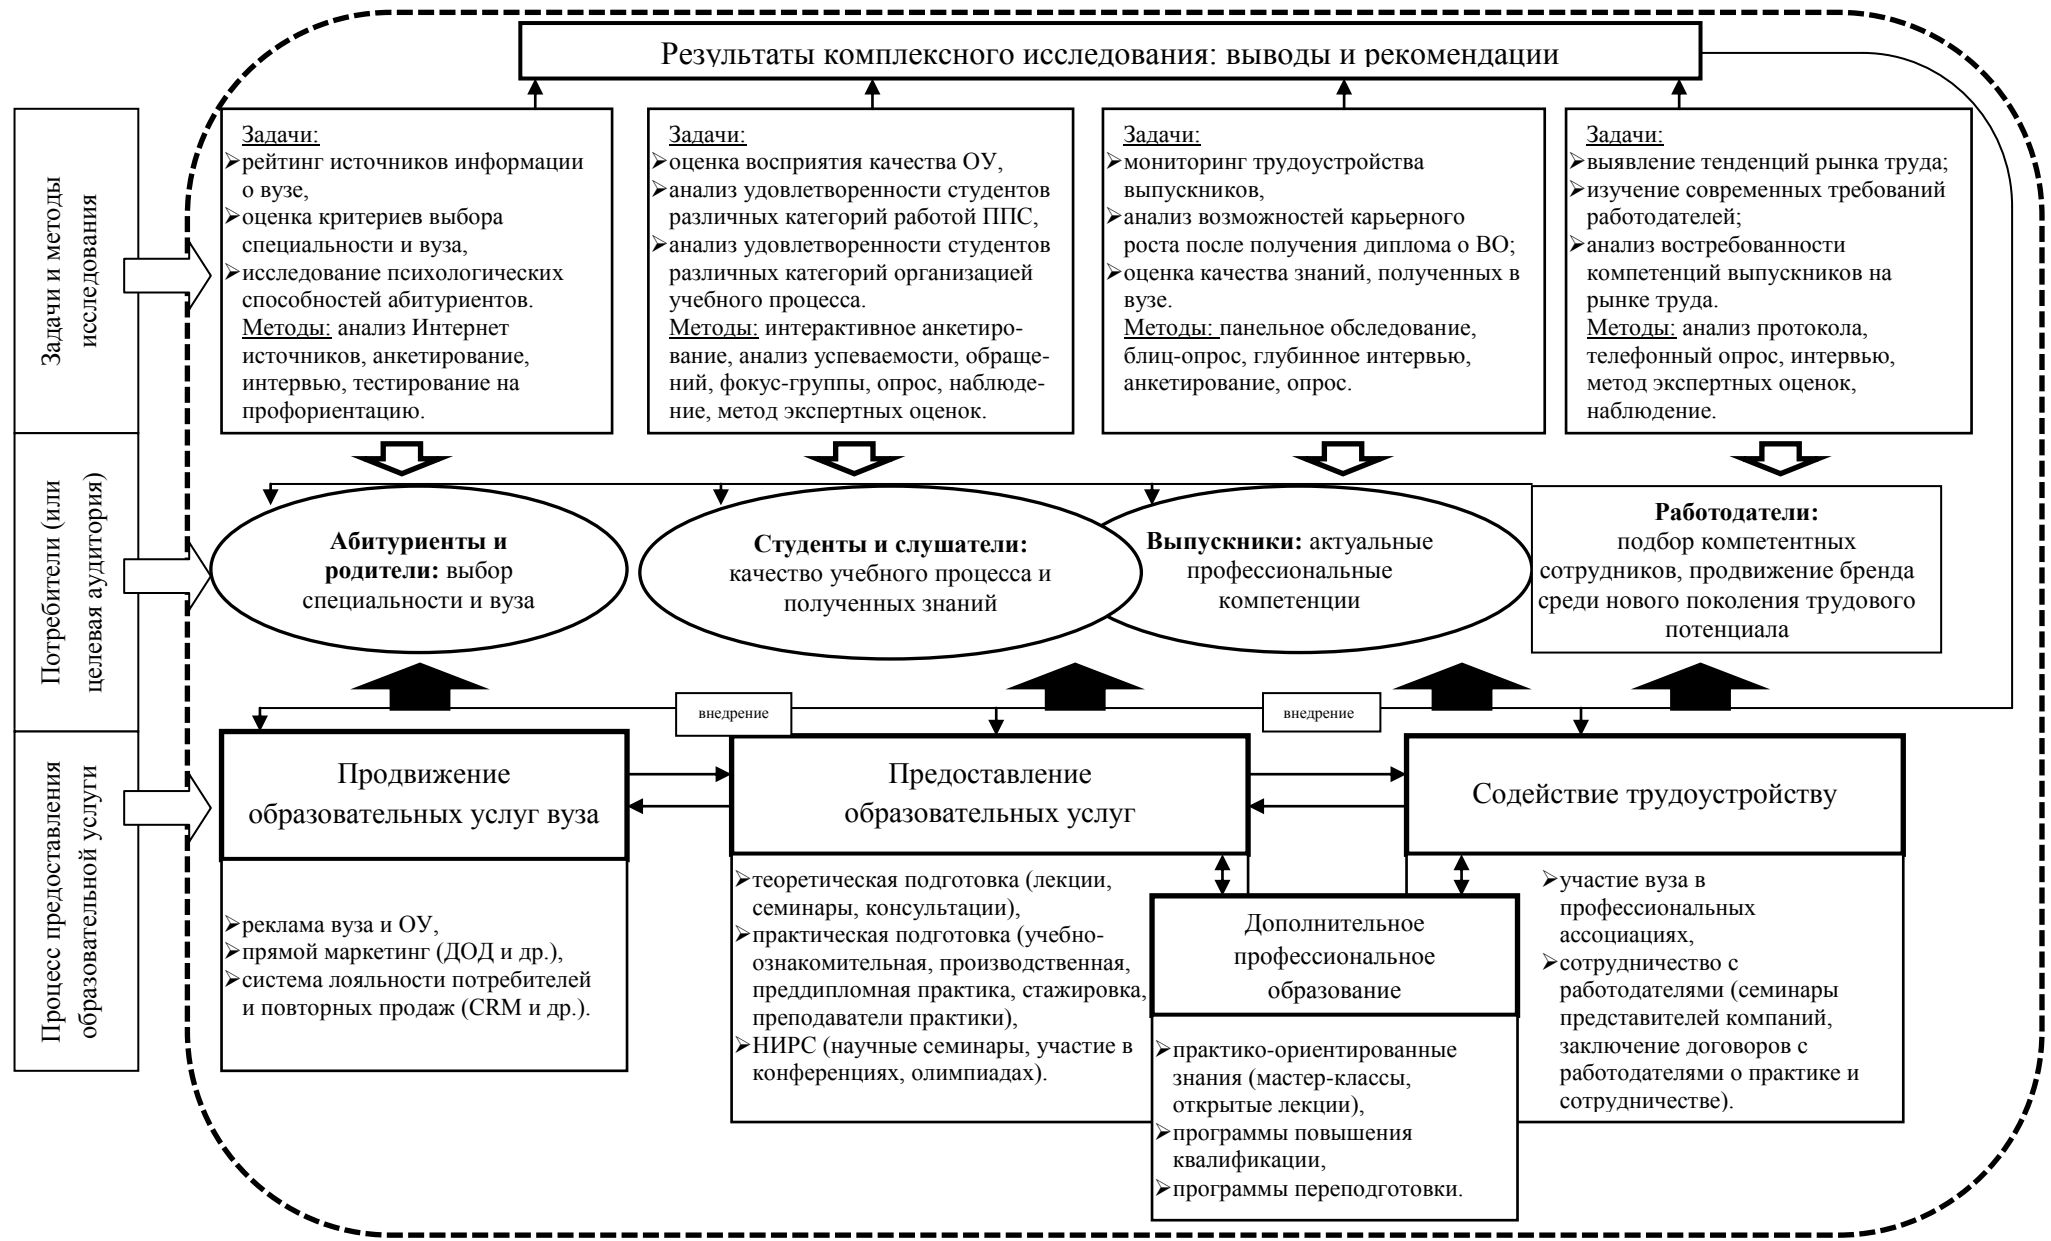 Результаты комплексного исследования: выводы и рекомендации
Задачи и методы
исследования
Задачи:
рейтинг источников информации
о вузе,
оценка критериев выбора
специальности и вуза,
исследование психологических
способностей абитуриентов.
Методы: анализ Интернет
источников, анкетирование,
интервью, тестирование на
профориентацию.
Задачи:
оценка восприятия качества ОУ,
анализ удовлетворенности студентов
различных категорий работой ППС,
анализ удовлетворенности студентов
различных категорий организацией
учебного процесса.
Методы: интерактивное анкетиро-
вание, анализ успеваемости, обраще-
ний, фокус-группы, опрос, наблюде-
ние, метод экспертных оценок.
Задачи:
мониторинг трудоустройства
выпускников,
анализ возможностей карьерного
роста после получения диплома о ВО;
оценка качества знаний, полученных в
вузе.
Методы: панельное обследование,
блиц-опрос, глубинное интервью,
анкетирование, опрос.
Задачи:
выявление тенденций рынка труда;
изучение современных требований
работодателей;
анализ востребованности
компетенций выпускников на
рынке труда.
Методы: анализ протокола,
телефонный опрос, интервью,
метод экспертных оценок,
наблюдение.
Потребители (или
целевая аудитория)
Абитуриенты и
родители: выбор
специальности и вуза
Студенты и слушатели:
качество учебного процесса и
полученных знаний
Выпускники: актуальные
профессиональные
компетенции
Работодатели:
подбор компетентных
сотрудников, продвижение бренда
среди нового поколения трудового
потенциала
внедрение
внедрение
Процесс предоставления
образовательной услуги
Продвижение
образовательных услуг вуза
реклама вуза и ОУ,
прямой маркетинг (ДОД и др.),
система лояльности потребителей
и повторных продаж (CRM и др.).
Предоставление
образовательных услуг
теоретическая подготовка (лекции,
семинары, консультации),
практическая подготовка (учебно-
ознакомительная, производственная,
преддипломная практика, стажировка,
преподаватели практики),
НИРС (научные семинары, участие в
конференциях, олимпиадах).
Дополнительное
профессиональное
образование
практико-ориентированные
знания (мастер-классы,
открытые лекции),
программы повышения
квалификации,
программы переподготовки.
Содействие трудоустройству
участие вуза в
профессиональных
ассоциациях,
сотрудничество с
работодателями (семинары
представителей компаний,
заключение договоров с
работодателями о практике и
сотрудничестве).